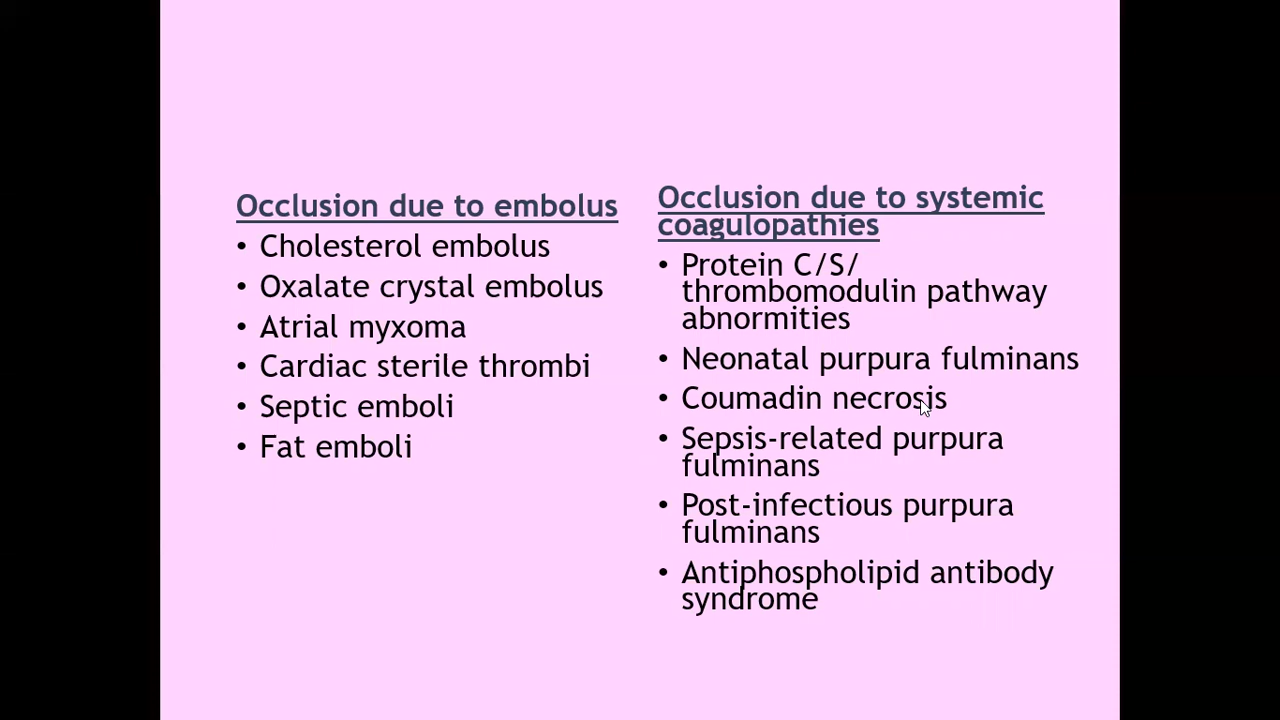 Occlusion due to embolus
• Cholesterol embolus
• Oxalate crystal embolus
• Atrial myxoma
• Cardiac sterile thrombi
• Septic emboli
• Fat emboli
Occlusion due to systemic
coagulopathies
• Protein C/S/
thrombomodulin pathway
abnormities
• Neonatal purpura fulminans
• Coumadin necrosis
• Sepsis-related purpura
fulminans
• Post-infectious purpura
fulminans
• Antiphospholipid antibody
syndrome